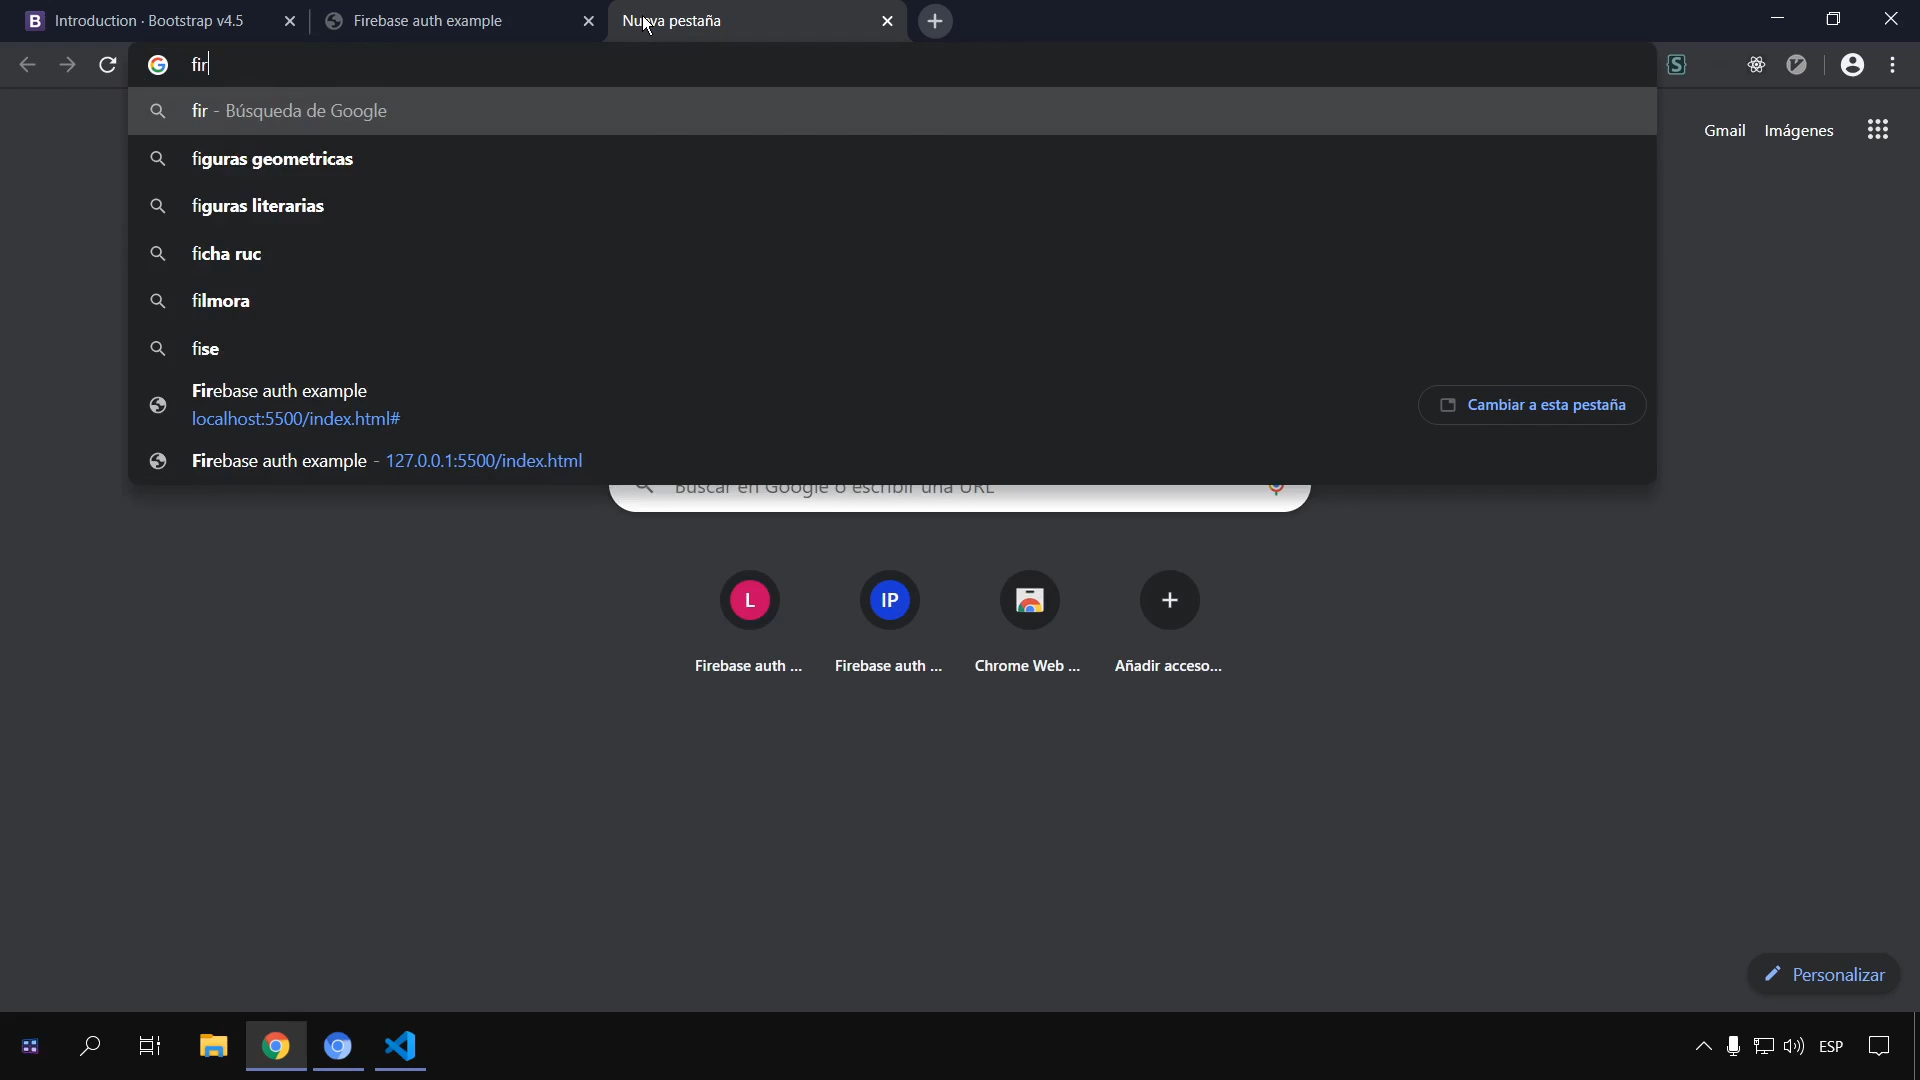 B Introduction · Bootstrap v4.5
Firebase auth example
Nueva pestaña
fir
fir - Búsqueda de Google
figuras geometricas
figuras literarias
ficha ruc
filmora
fise
Firebase auth example
localhost:5500/index.html#
Cambiar a esta pestaña
Firebase auth example - 127.0.0.1:5500/index.html
Gmail Imágenes
Buscar en Google o escribir una URL
L
IP
Firebase auth ...
Firebase auth ...
Chrome Web ...
Añadir acceso...
Personalizar
ESP